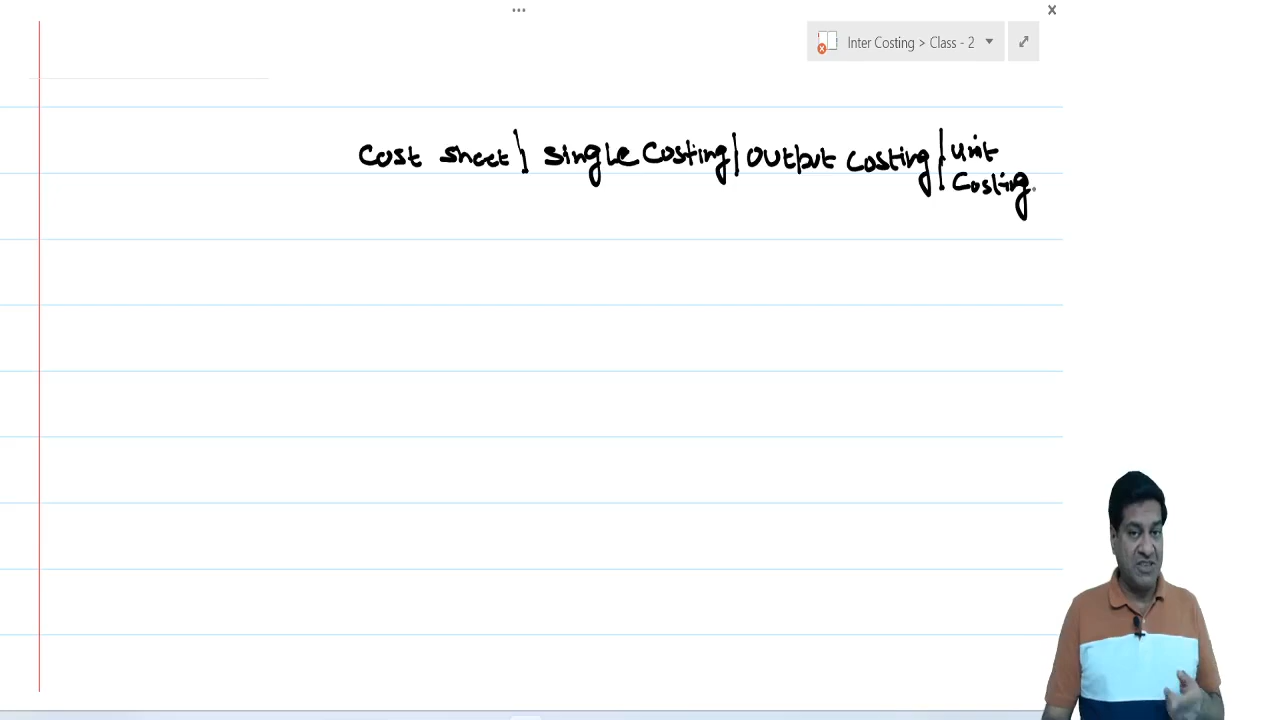 Inter Costing > Class - 2
Cost sheet | Single Costing | Output Costing | Unit
Costing